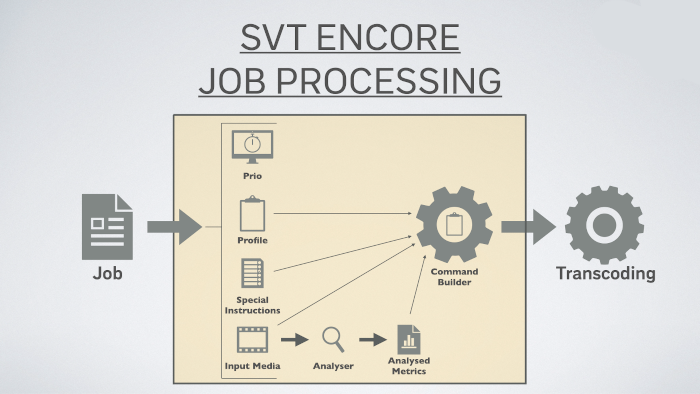 SVT ENCORE
JOB PROCESSING
Prio
Profile
Job
Command
Builder
Transcoding
Special
Instructions
Input Media
Analyser
Analysed
Metrics